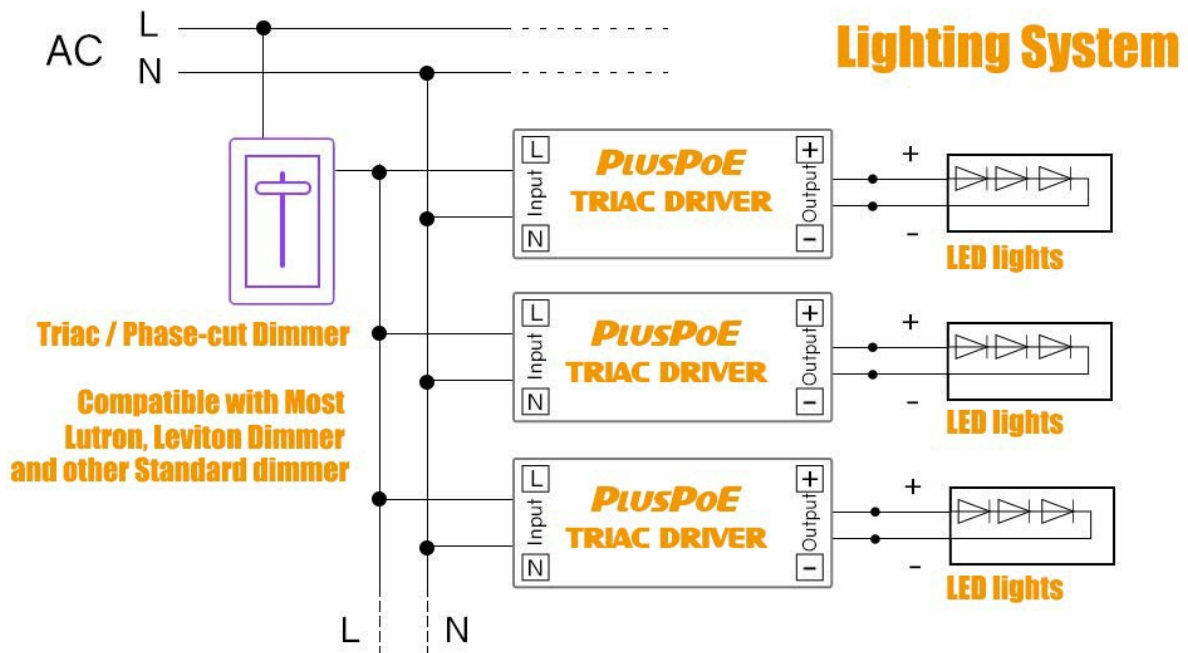 AC
L
N
Lighting System
Triac / Phase-cut Dimmer
Compatible with Most
Lutron, Leviton Dimmer
and other Standard dimmer
L
Input
N
PLUSPOE
TRIAC DRIVER
+
Output
-
+
-
LED lights
L
Input
N
PLUSPOE
TRIAC DRIVER
+
Output
-
+
-
LED lights
L
Input
N
PLUSPOE
TRIAC DRIVER
+
Output
-
+
-
LED lights
L
N